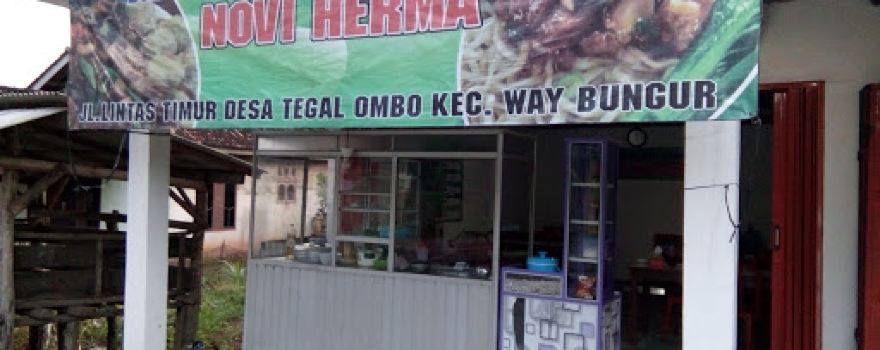 NOVI HERMA
JL.LINTAS TIMUR DESA TEGAL OMBO KEC. WAY BUNGUR